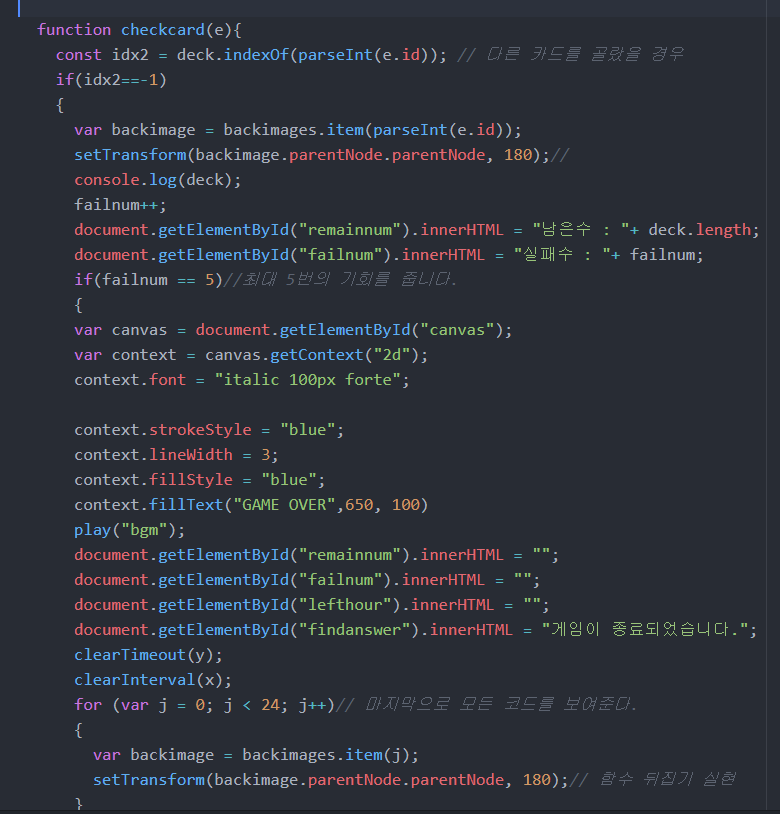 function checkcard(e){
const idx2 = deck.indexOf(parseInt(e.id)); // 다른 카드를 골랐을 경우
if(idx2==-1)
{
var backimage = backimages.item(parseInt(e.id));
setTransform(backimage.parentNode.parentNode, 180);//
console.log(deck);
failnum++;
document.getElementById("remainnum").innerHTML = "남은수 : "+ deck.length;
document.getElementById("failnum").innerHTML = "실패수 : "+ failnum;
if(failnum == 5)//최대 5번의 기회를 줍니다.
{
var canvas = document.getElementById("canvas");
var context = canvas.getContext("2d");
context.font = "italic 100px forte";
context.strokeStyle = "blue";
context.lineWidth = 3;
context.fillStyle = "blue";
context.fillText("GAME OVER",650, 100)
play("bgm");
document.getElementById("remainnum").innerHTML = "";
document.getElementById("failnum").innerHTML = "";
document.getElementById("lefthour").innerHTML = "";
document.getElementById("findanswer").innerHTML = "게임이 종료되었습니다.";
clearTimeout(y);
clearInterval(x);
for (var j = 0; j < 24; j++)// 마지막으로 모든 코드를 보여준다.
{
var backimage = backimages.item(j);
setTransform(backimage.parentNode.parentNode, 180);// 함수 뒤집기 실현
}